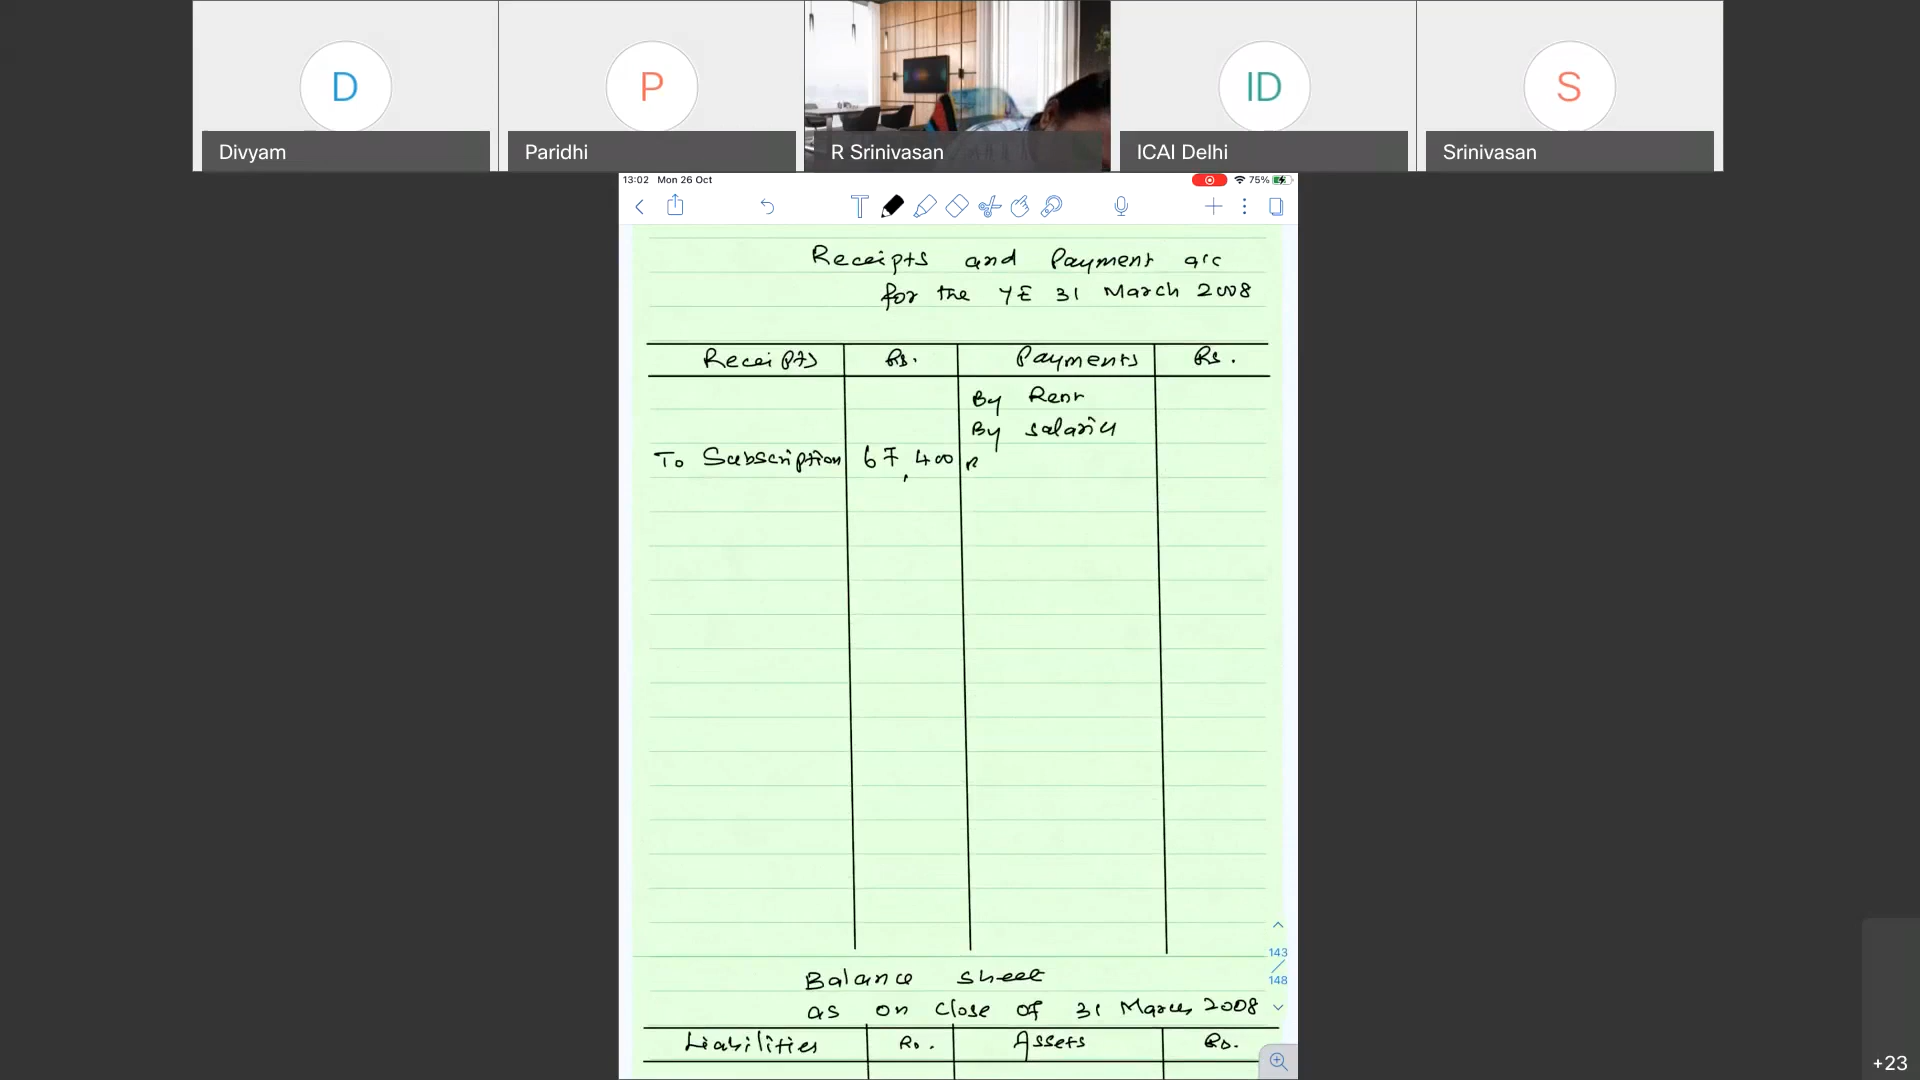 D
P
ID
S
Divyam
Paridhi
R Srinivasan
ICAI Delhi
Srinivasan
13:02 Mon 26 Oct
75%
T
Receipts and Payment a/c
for the YE 31 March 2008
Receipts Rs. Payments Rs.
By Rent
By salaries
To Subscription 67,400
143
148
Balance sheet
as on close of 31 March 2008
Liabilities Rs. Assets Rs.
+23